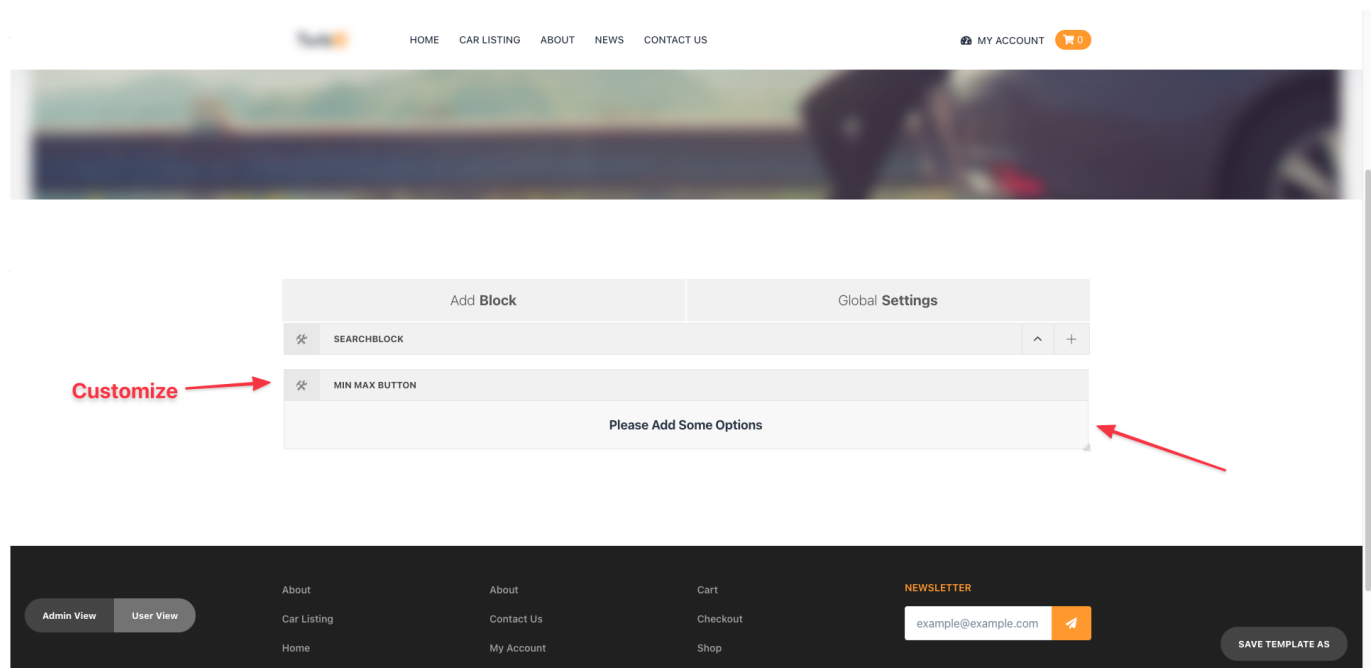 HOME CAR LISTING ABOUT NEWS CONTACT US MY ACCOUNT 0
Add Block Global Settings
SEARCHBLOCK
Customize
MIN MAX BUTTON
Please Add Some Options
About About Cart NEWSLETTER
Admin View User View
Car Listing Contact Us Checkout example@example.com
Home My Account Shop
SAVE TEMPLATE AS